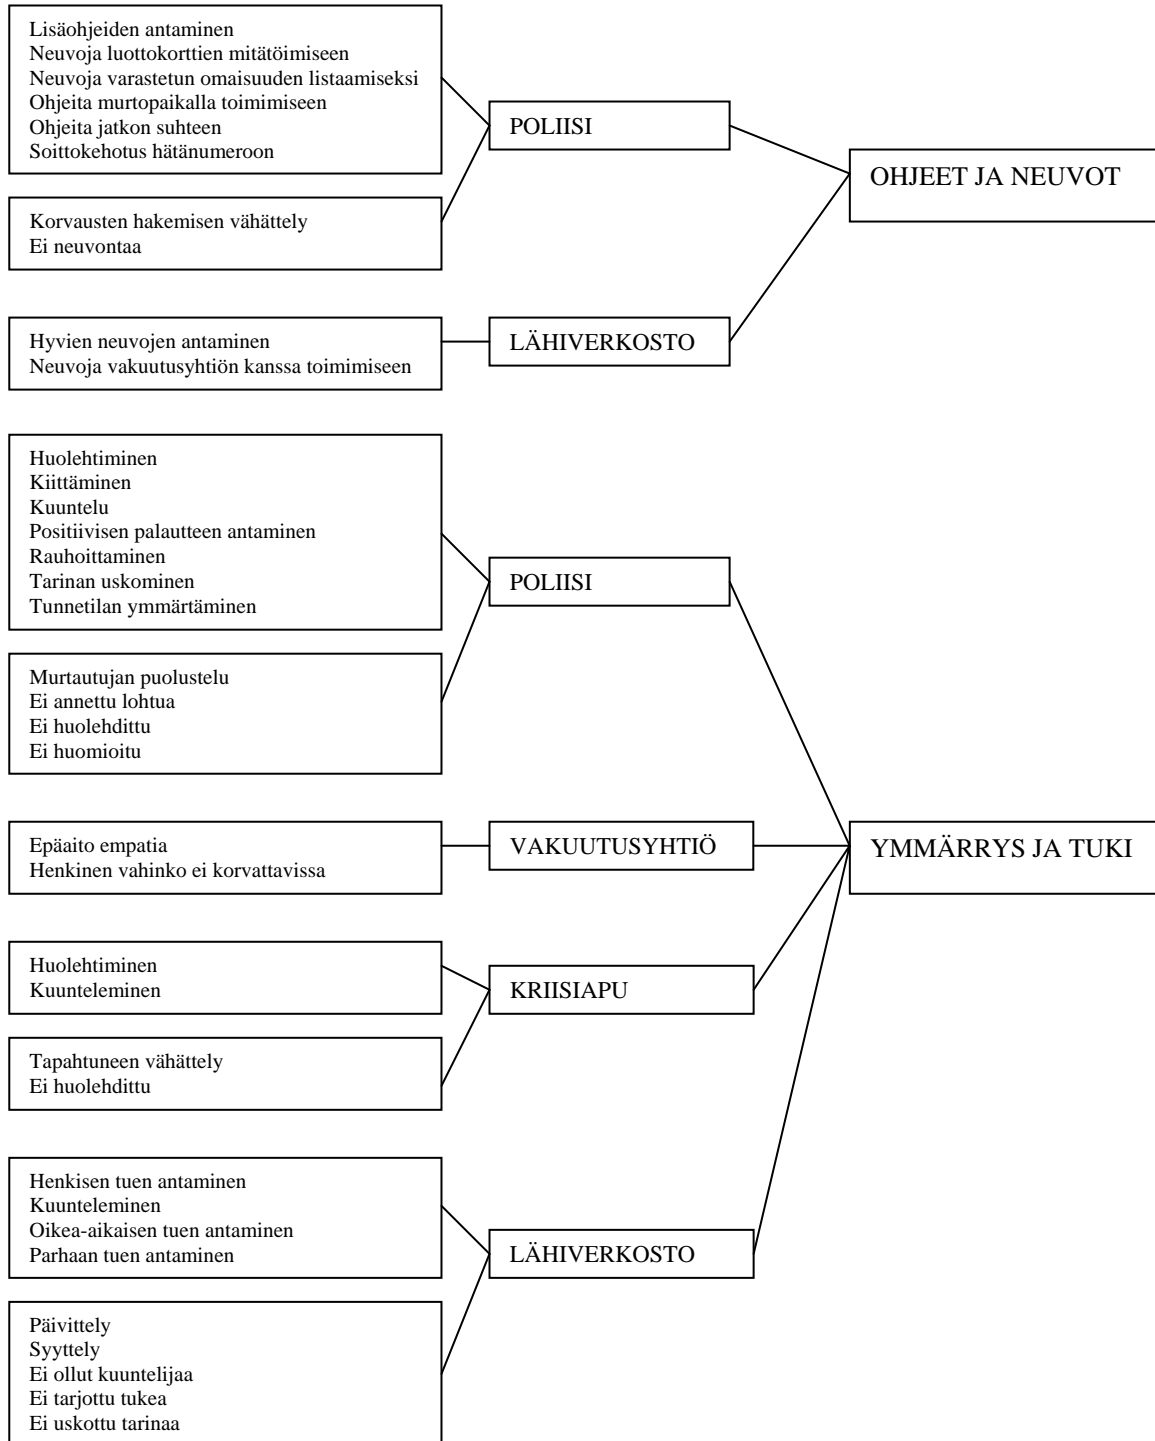 Lisäohjeiden antaminen
Neuvoja luottokorttien mitätöimiseen
Neuvoja varastetun omaisuuden listaamiseksi
Ohjeita murtopaikalla toimimiseen
Ohjeita jatkon suhteen
Soittokehotus hätänumeroon
POLIISI
OHJEET JA NEUVOT
Korvausten hakemisen vähättely
Ei neuvontaa
Hyvien neuvojen antaminen
Neuvoja vakuutusyhtiön kanssa toimimiseen
LÄHIVERKOSTO
Huolehtiminen
Kiittäminen
Kuuntelu
Positiivisen palautteen antaminen
Rauhoittaminen
Tarinan uskominen
Tunnetilan ymmärtäminen
POLIISI
Murtautujan puolustelu
Ei annettu lohtua
Ei huolehdittu
Ei huomioitu
Epäaito empatia
Henkinen vahinko ei korvattavissa
VAKUUTUSYHTIÖ
YMMÄRRYS JA TUKI
Huolehtiminen
Kuunteleminen
KRIISIAPU
Tapahtuneen vähättely
Ei huolehdittu
Henkisen tuen antaminen
Kuunteleminen
Oikea-aikaisen tuen antaminen
Parhaan tuen antaminen
LÄHIVERKOSTO
Päivittely
Syyttely
Ei ollut kuuntelijaa
Ei tarjottu tukea
Ei uskottu tarinaa